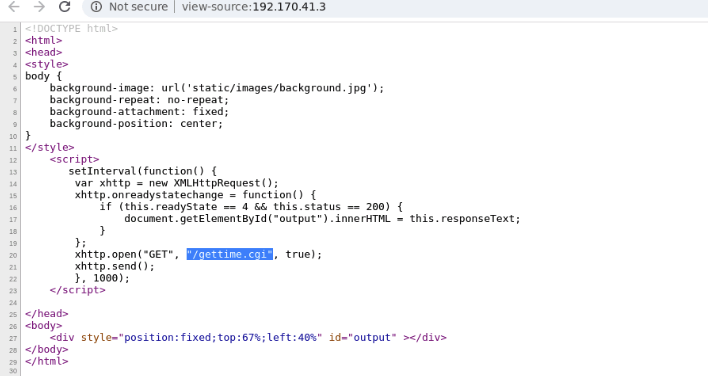 Not secure | view-source:192.170.41.3
1 <!DOCTYPE html>
2 <html>
3 <head>
4 <style>
5 body {
6     background-image: url('static/images/background.jpg');
7     background-repeat: no-repeat;
8     background-attachment: fixed;
9     background-position: center;
10 }
11 </style>
12     <script>
13        setInterval(function() {
14         var xhttp = new XMLHttpRequest();
15         xhttp.onreadystatechange = function() {
16             if (this.readyState == 4 && this.status == 200) {
17                 document.getElementById("output").innerHTML = this.responseText;
18             }
19         };
20         xhttp.open("GET", "/gettime.cgi", true);
21         xhttp.send();
22         }, 1000);
23     </script>
24
25 </head>
26 <body>
27     <div style="position:fixed;top:67%;left:40%" id="output" ></div>
28 </body>
29 </html>
30